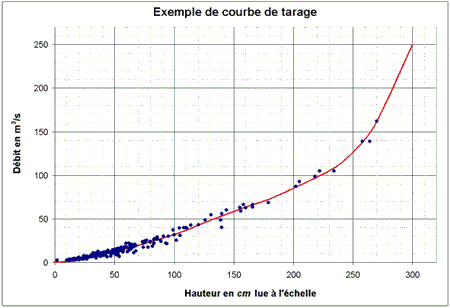 Exemple de courbe de tarage
250
200
150
100
50
0
0 50 100 150 200 250 300
Débit en m³/s
Hauteur en cm lue à l'échelle